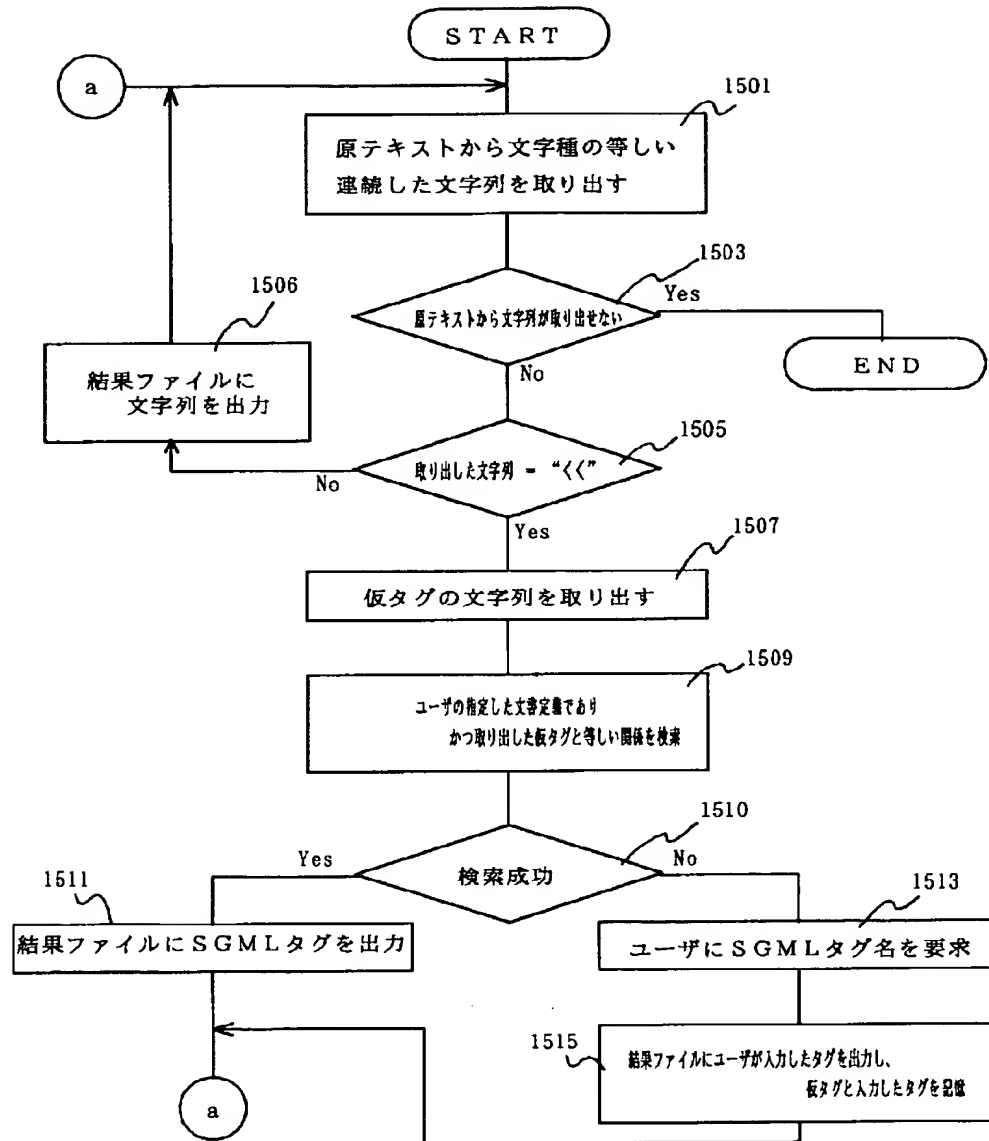 START
a
1501
原テキストから文字種の等しい
連続した文字列を取り出す
1503
原テキストから文字列が取り出せない
Yes
END
1506
結果ファイルに
文字列を出力
No
1505
取り出した文字列 = “<<”
No
Yes
1507
仮タグの文字列を取り出す
1509
ユーザの指定した文書定義であり
かつ取り出した仮タグと等しい関係を検索
1510
検索成功
Yes
No
1511
結果ファイルにSGMLタグを出力
1513
ユーザにSGMLタグ名を要求
1515
結果ファイルにユーザが入力したタグを出力し、
仮タグと入力したタグを記憶
a